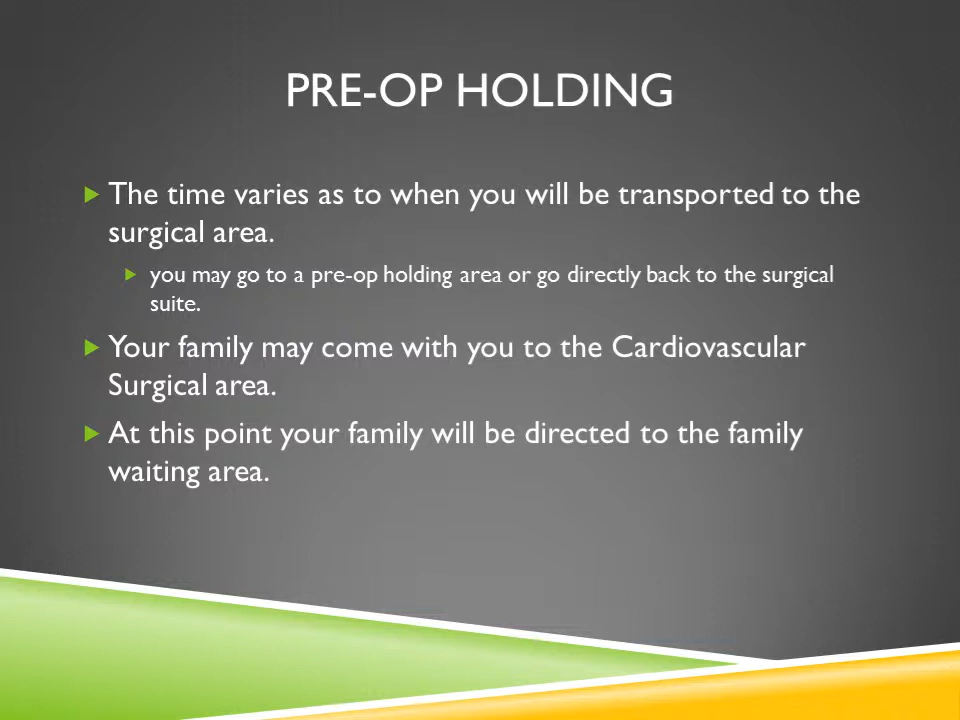 PRE-OP HOLDING
The time varies as to when you will be transported to the
surgical area.
you may go to a pre-op holding area or go directly back to the surgical
suite.
Your family may come with you to the Cardiovascular
Surgical area.
At this point your family will be directed to the family
waiting area.